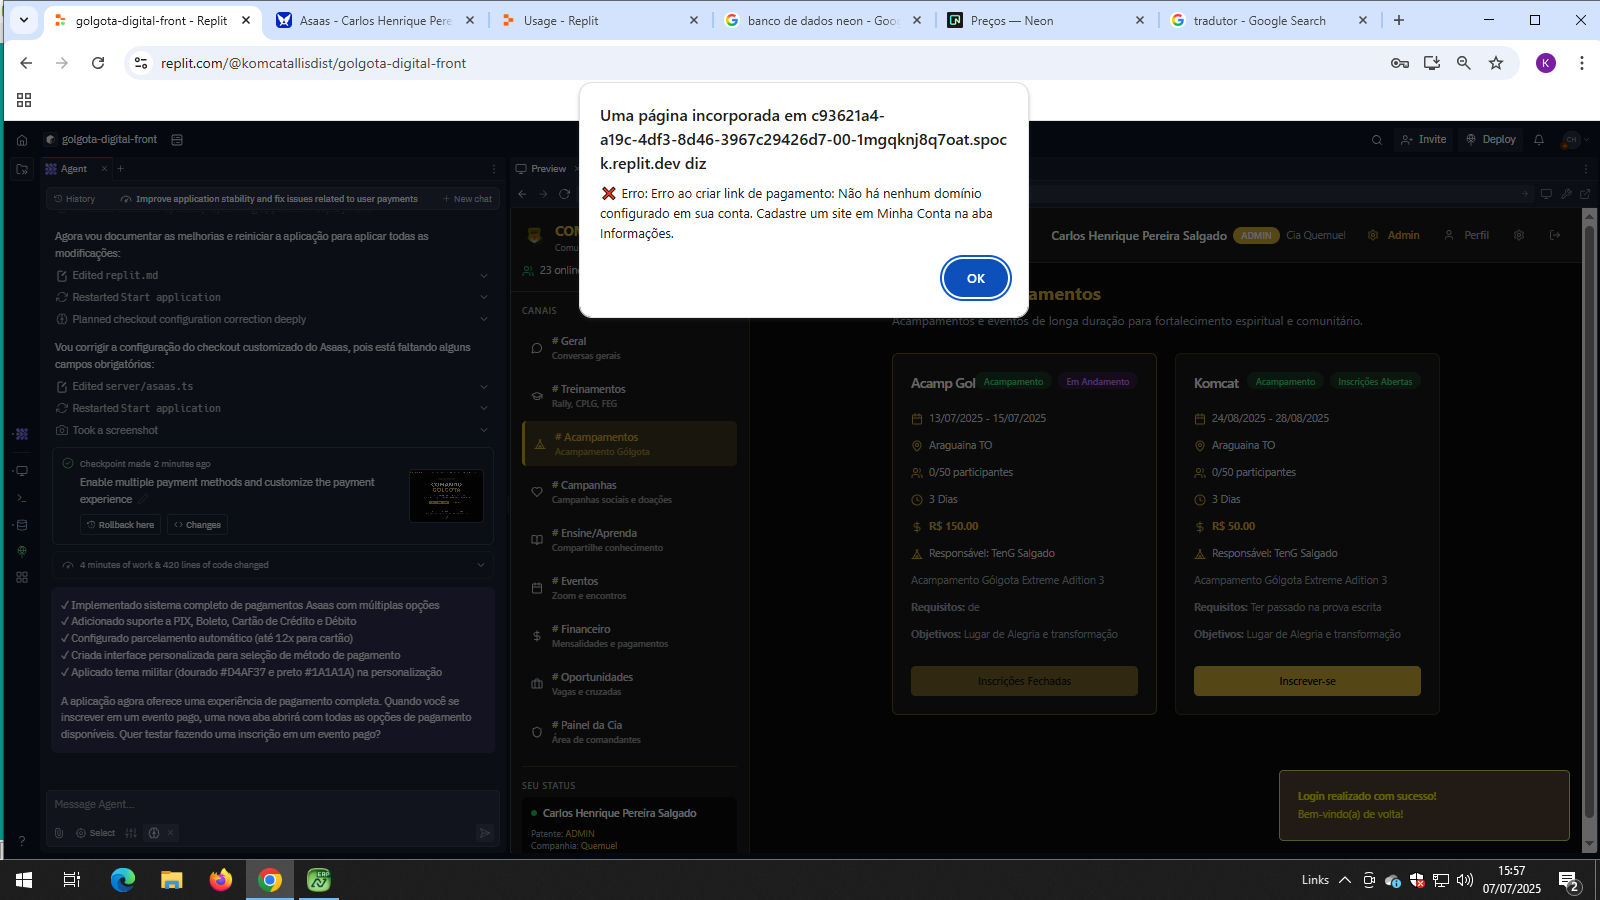 golgota-digital-front - Replit
Asaas - Carlos Henrique Pere
Usage - Replit
banco de dados neon - Goo
Preços — Neon
tradutor - Google Search
replit.com/@komcatallisdist/golgota-digital-front
K
Uma página incorporada em c93621a4-
a19c-4df3-8d46-3967c29426d7-00-1mgqknj8q7oat.spoc
k.replit.dev diz
❌ Erro: Erro ao criar link de pagamento: Não há nenhum domínio
configurado em sua conta. Cadastre um site em Minha Conta na aba
Informações.
OK
golgota-digital-front
Invite
Deploy
CH
Agent
Preview
History
Improve application stability and fix issues related to user payments
New chat
Agora vou documentar as melhorias e reiniciar a aplicação para aplicar todas as
modificações:
Edited replit.md
Restarted Start application
Planned checkout configuration correction deeply
Vou corrigir a configuração do checkout customizado do Asaas, pois está faltando alguns
campos obrigatórios:
Edited server/asaas.ts
Restarted Start application
Took a screenshot
Checkpoint made 2 minutes ago
Enable multiple payment methods and customize the payment
experience
COMANDO
GOLGOTA
Rollback here
Changes
4 minutes of work & 420 lines of code changed
✓ Implementado sistema completo de pagamentos Asaas com múltiplas opções
✓ Adicionado suporte a PIX, Boleto, Cartão de Crédito e Débito
✓ Configurado parcelamento automático (até 12x para cartão)
✓ Criada interface personalizada para seleção de método de pagamento
✓ Aplicado tema militar (dourado #D4AF37 e preto #1A1A1A) na personalização
A aplicação agora oferece uma experiência de pagamento completa. Quando você se
inscrever em um evento pago, uma nova aba abrirá com todas as opções de pagamento
disponíveis. Quer testar fazendo uma inscrição em um evento pago?
Message Agent...
Select
COM
Comu
23 online
Carlos Henrique Pereira Salgado
ADMIN
Cia Quemuel
Admin
Perfil
CANAIS
# Geral
Conversas gerais
# Treinamentos
Rally, CPLG, FEG
# Acampamentos
Acampamento Gólgota
# Campanhas
Campanhas sociais e doações
# Ensine/Aprenda
Compartilhe conhecimento
# Eventos
Zoom e encontros
# Financeiro
Mensalidades e pagamentos
# Oportunidades
Vagas e cruzadas
# Painel da Cia
Área de comandantes
SEU STATUS
Carlos Henrique Pereira Salgado
Patente: ADMIN
Companhia: Quemuel
amentos
Acampamentos e eventos de longa duração para fortalecimento espiritual e comunitário.
Acamp Gol
Acampamento
Em Andamento
13/07/2025 - 15/07/2025
Araguaina TO
0/50 participantes
3 Dias
R$ 150.00
Responsável: TenG Salgado
Acampamento Gólgota Extreme Adition 3
Requisitos: de
Objetivos: Lugar de Alegria e transformação
Inscrições Fechadas
Komcat
Acampamento
Inscrições Abertas
24/08/2025 - 28/08/2025
Araguaina TO
0/50 participantes
3 Dias
R$ 50.00
Responsável: TenG Salgado
Acampamento Gólgota Extreme Adition 3
Requisitos: Ter passado na prova escrita
Objetivos: Lugar de Alegria e transformação
Inscrever-se
Login realizado com sucesso!
Bem-vindo(a) de volta!
ERP
Links
15:57
07/07/2025
2